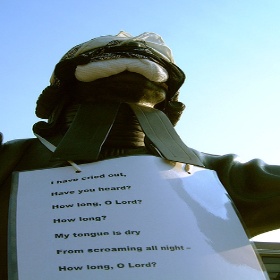 I have cried out,
Have you heard?
How long, O Lord?
How long?
My tongue is dry
From screaming all night –
How long, O Lord?